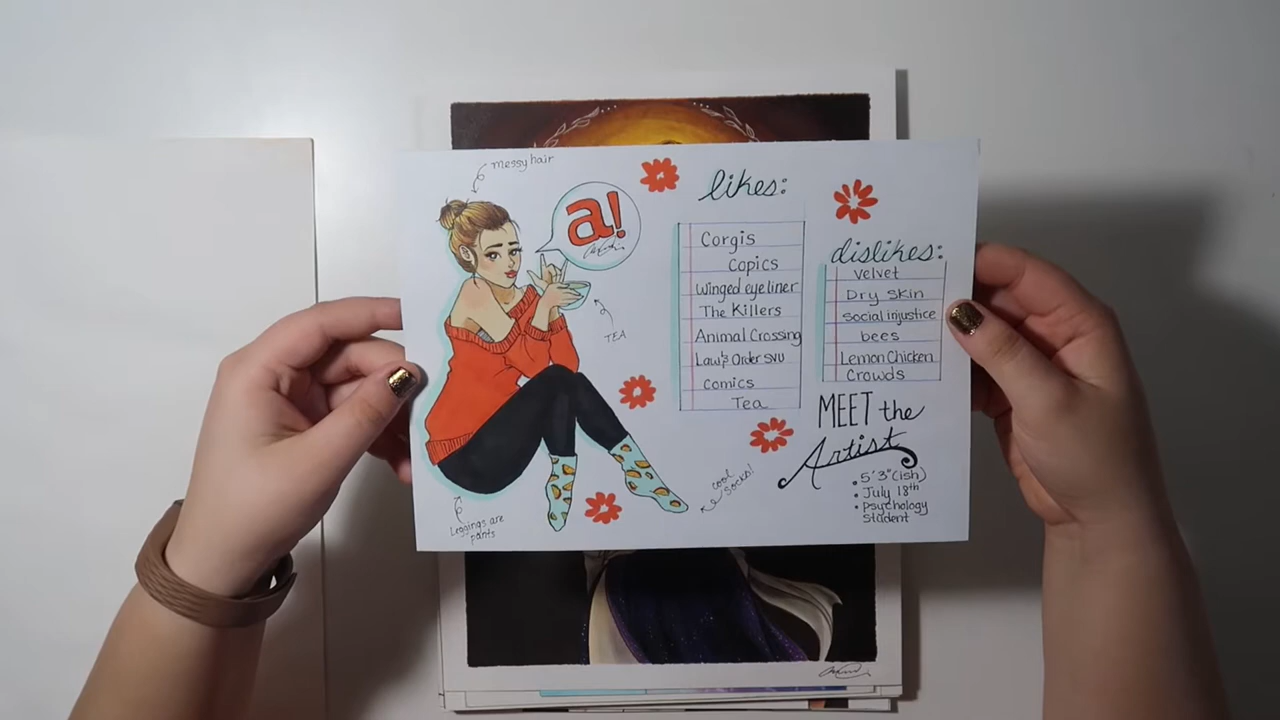 messy hair
a!
TEA
Leggings are
pants
cool
socks!
likes:
Corgis
Copics
Winged eyeliner
The Killers
Animal Crossing
Law & Order SVU
Comics
Tea
dislikes:
Velvet
Dry Skin
social injustice
bees
Lemon Chicken
Crowds
MEET the
Artist
• 5'3"(ish)
• July 18th
• Psychology
student